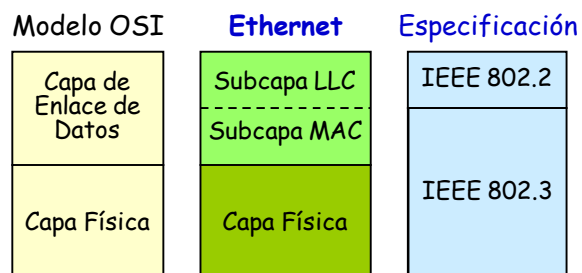 Modelo OSI
Capa de
Enlace de
Datos
Capa Física
Ethernet
Subcapa LLC
Subcapa MAC
Capa Física
Especificación
IEEE 802.2
IEEE 802.3